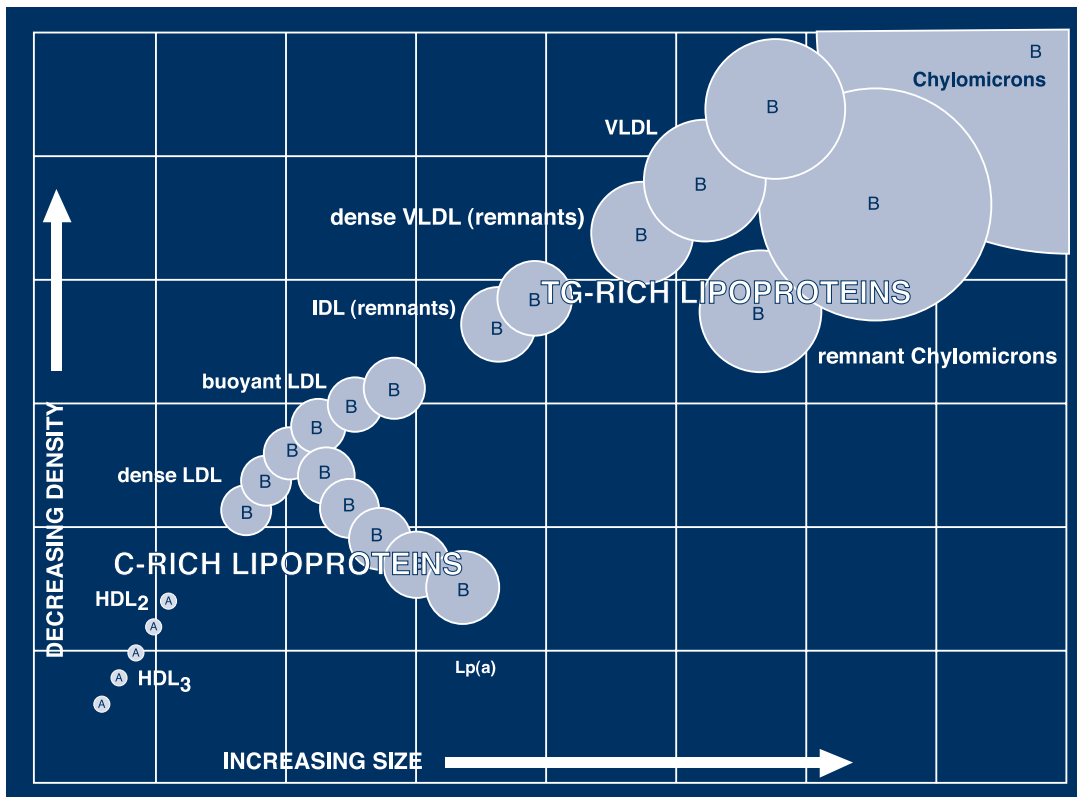 B
Chylomicrons
B
VLDL
B
B
dense VLDL (remnants)
B
TG-RICH LIPOPROTEINS
B
IDL (remnants)
B
B
remnant Chylomicrons
buoyant LDL
B
B
B
B
dense LDL
B
B
B
B
B
C-RICH LIPOPROTEINS
B
HDL2
A
A
A
HDL3
A
A
Lp(a)
DECREASING DENSITY
INCREASING SIZE